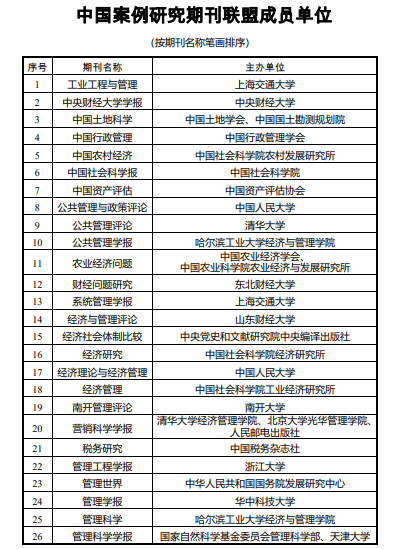 中国案例研究期刊联盟成员单位
（按期刊名称笔画排序）
序号 期刊名称 主办单位
1 工业工程与管理 上海交通大学
2 中央财经大学学报 中央财经大学
3 中国土地科学 中国土地学会、中国国土勘测规划院
4 中国行政管理 中国行政管理学会
5 中国农村经济 中国社会科学院农村发展研究所
6 中国社会科学报 中国社会科学院
7 中国资产评估 中国资产评估协会
8 公共管理与政策评论 中国人民大学
9 公共管理评论 清华大学
10 公共管理学报 哈尔滨工业大学经济与管理学院
11 农业经济问题 中国农业经济学会、
中国农业科学院农业经济与发展研究所
12 财经问题研究 东北财经大学
13 系统管理学报 上海交通大学
14 经济与管理评论 山东财经大学
15 经济社会体制比较 中央党史和文献研究院中央编译出版社
16 经济研究 中国社会科学院经济研究所
17 经济理论与经济管理 中国人民大学
18 经济管理 中国社会科学院工业经济研究所
19 南开管理评论 南开大学
20 营销科学学报 清华大学经济管理学院、北京大学光华管理学院、
人民邮电出版社
21 税务研究 中国税务杂志社
22 管理工程学报 浙江大学
23 管理世界 中华人民共和国国务院发展研究中心
24 管理学报 华中科技大学
25 管理科学 哈尔滨工业大学经济与管理学院
26 管理科学学报 国家自然科学基金委员会管理科学部、天津大学